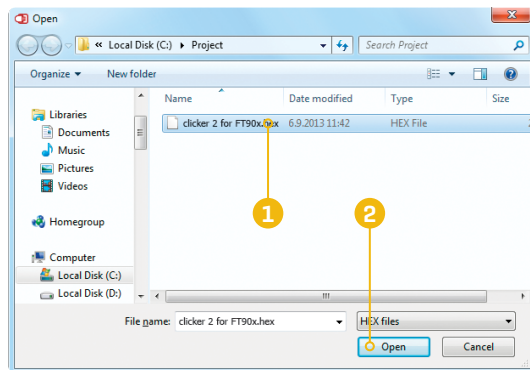 Open
x
« Local Disk (C:) ▸ Project
Search Project
Organize ▾ New folder
Name Date modified Type Size
clicker 2 for FT90x.hex 6.9.2013 11:42 HEX File
Libraries
Documents
Music
Pictures
Videos
Homegroup
Computer
Local Disk (C:)
Local Disk (D:)
1
2
File name: clicker 2 for FT90x.hex HEX files
Open Cancel